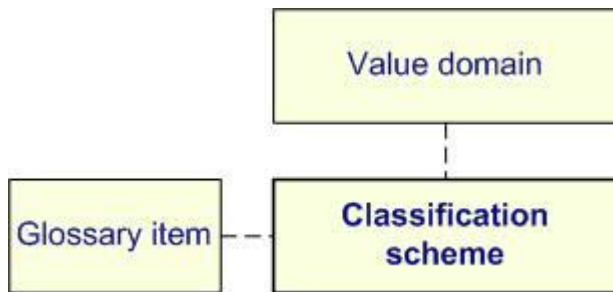 Value domain
Glossary item
Classification
scheme